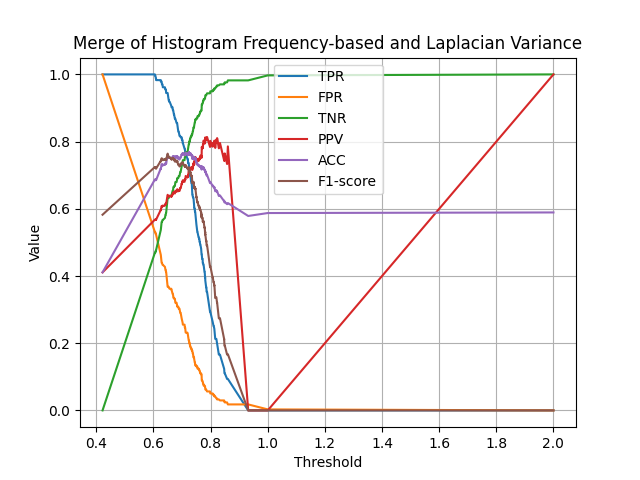 Merge of Histogram Frequency-based and Laplacian Variance
TPR
FPR
TNR
PPV
ACC
F1-score
Value
1.0
0.8
0.6
0.4
0.2
0.0
0.4 0.6 0.8 1.0 1.2 1.4 1.6 1.8 2.0
Threshold